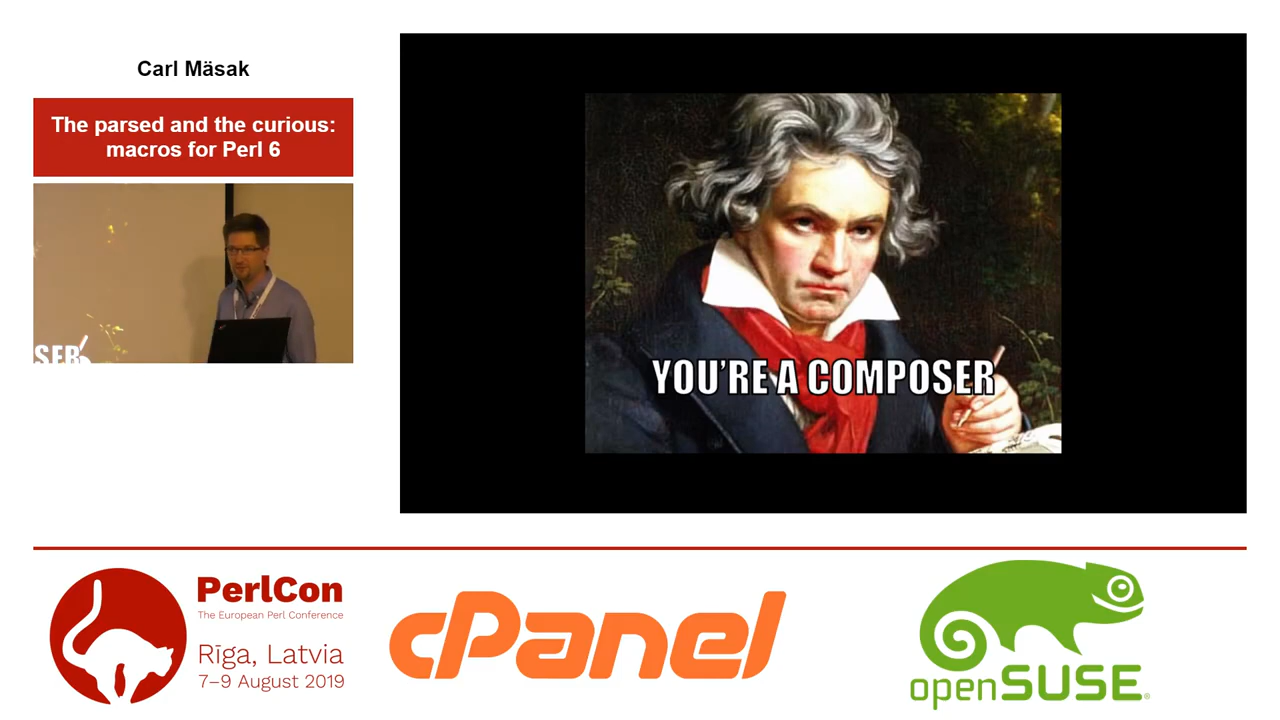 Carl Mäsak
The parsed and the curious:
macros for Perl 6
SER
YOU'RE A COMPOSER
PerlCon
The European Perl Conference
Rīga, Latvia
7–9 August 2019
cPanel
openSUSE